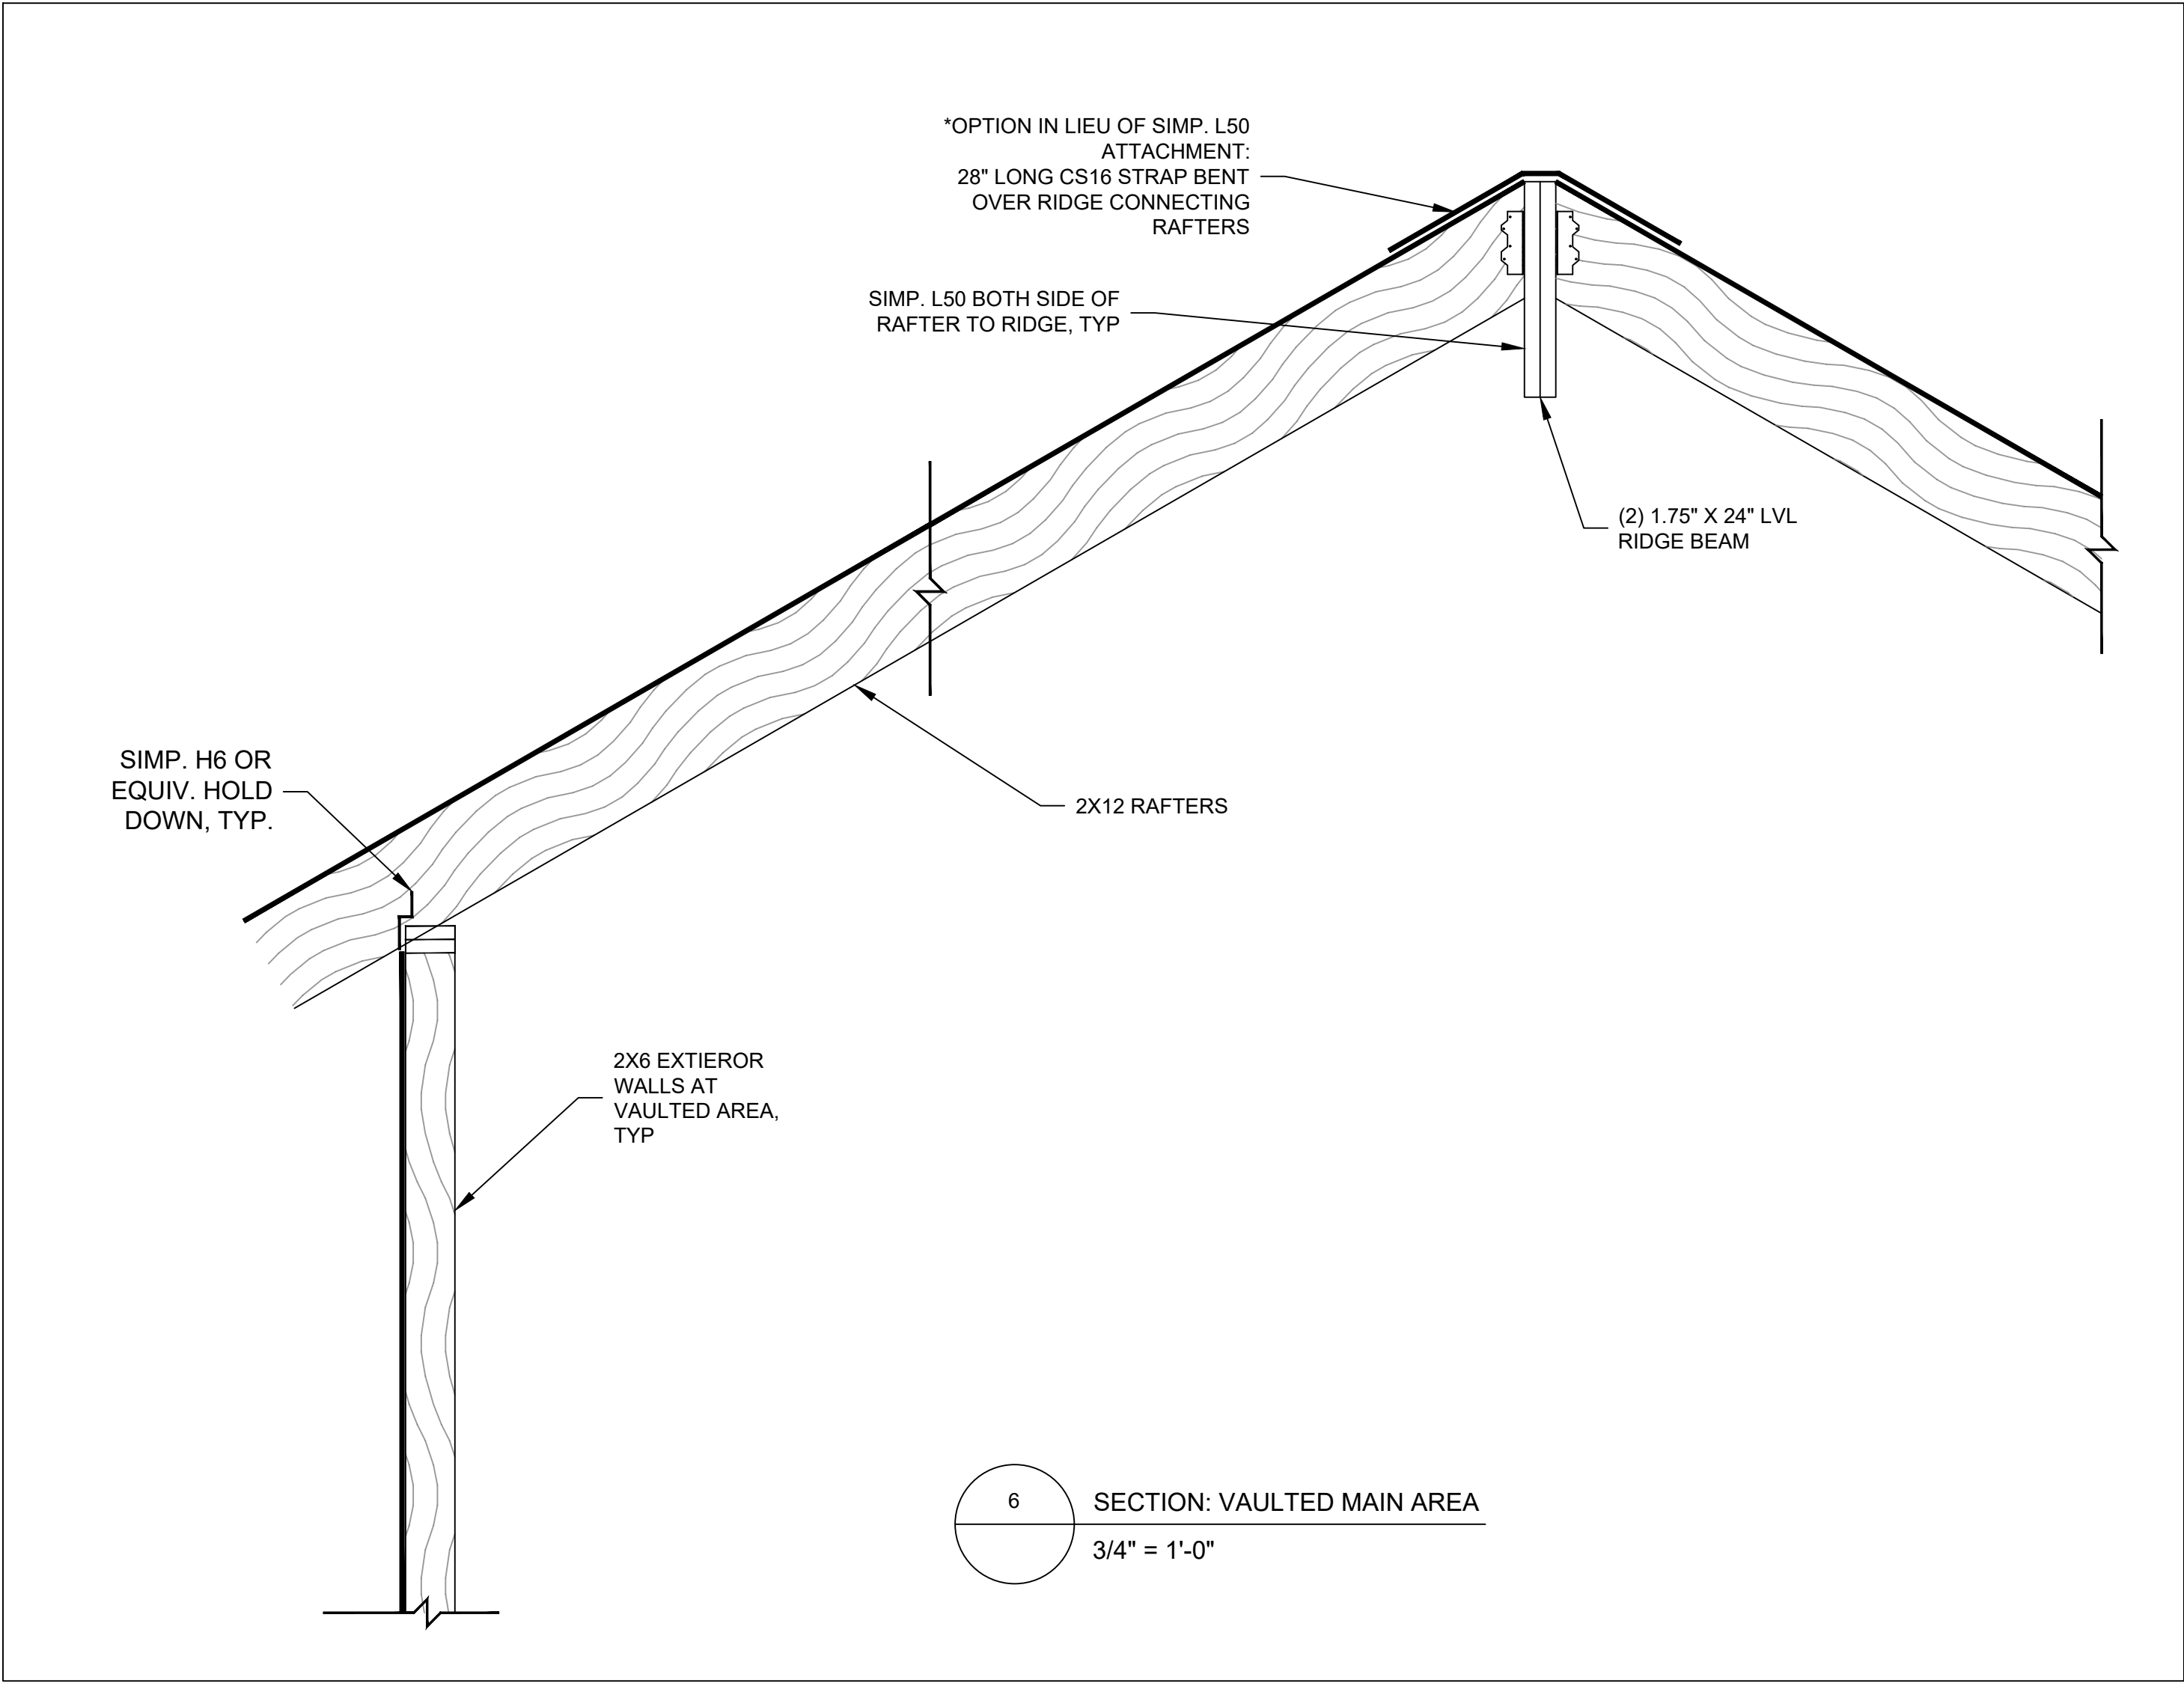 *OPTION IN LIEU OF SIMP. L50
ATTACHMENT:
28" LONG CS16 STRAP BENT
OVER RIDGE CONNECTING
RAFTERS
SIMP. L50 BOTH SIDE OF
RAFTER TO RIDGE, TYP
(2) 1.75" X 24" LVL
RIDGE BEAM
SIMP. H6 OR
EQUIV. HOLD
DOWN, TYP.
2X12 RAFTERS
2X6 EXTIEROR
WALLS AT
VAULTED AREA,
TYP
6
SECTION: VAULTED MAIN AREA
3/4" = 1'-0"